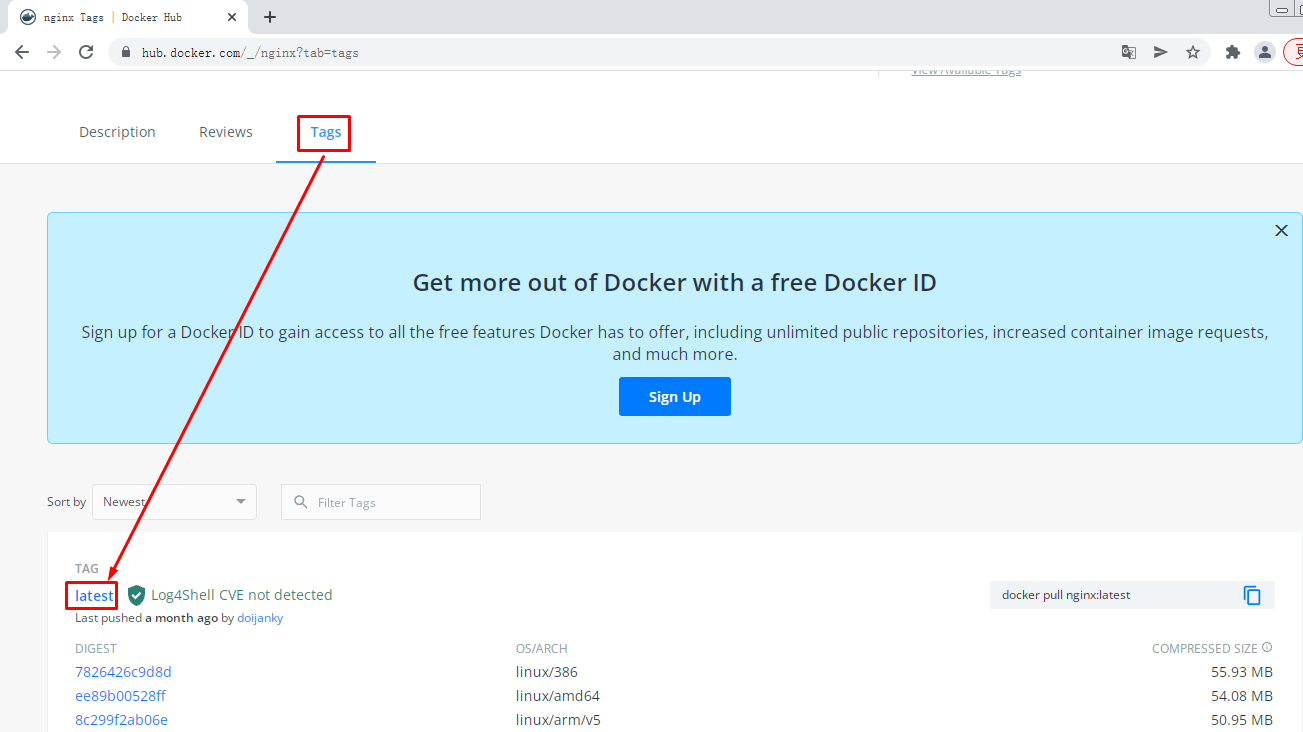 nginx Tags | Docker Hub
hub.docker.com/_/nginx?tab=tags
View Available Tags
Description Reviews Tags
Get more out of Docker with a free Docker ID
Sign up for a Docker ID to gain access to all the free features Docker has to offer, including unlimited public repositories, increased container image requests,
and much more.
Sign Up
Sort by Newest Filter Tags
TAG
latest Log4Shell CVE not detected docker pull nginx:latest
Last pushed a month ago by doijanky
DIGEST OS/ARCH COMPRESSED SIZE
7826426c9d8d linux/386 55.93 MB
ee89b00528ff linux/amd64 54.08 MB
8c299f2ab06e linux/arm/v5 50.95 MB